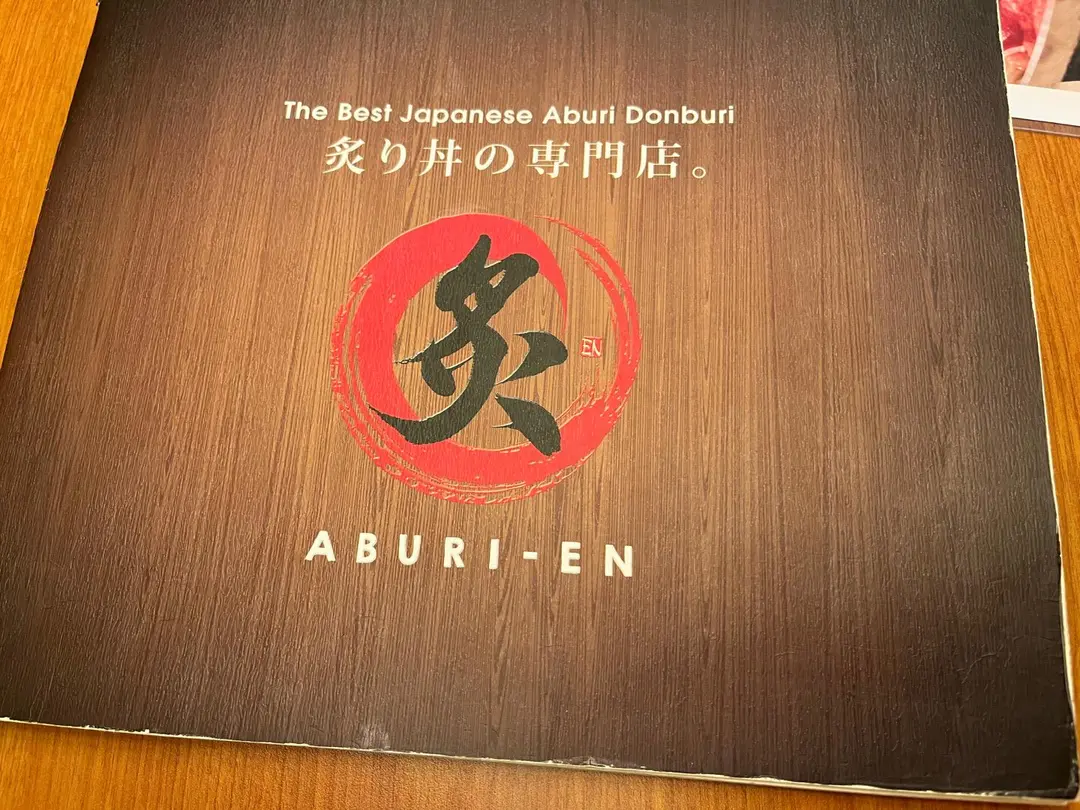 The Best Japanese Aburi Donburi
炙り丼の専門店。
炙
EN
ABURI-EN